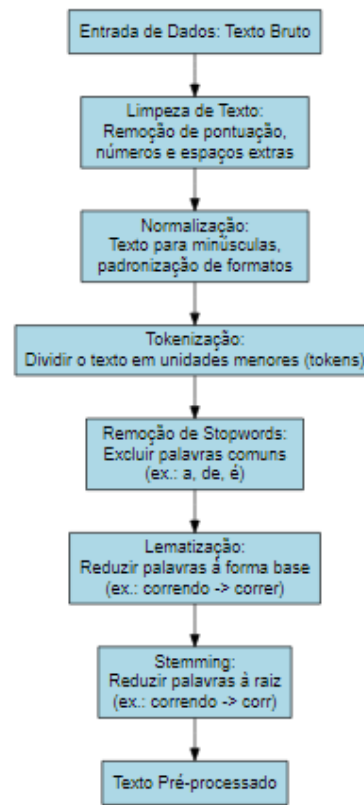 Entrada de Dados: Texto Bruto
Limpeza de Texto:
Remoção de pontuação,
números e espaços extras
Normalização:
Texto para minúsculas,
padronização de formatos
Tokenização:
Dividir o texto em unidades menores (tokens)
Remoção de Stopwords:
Excluir palavras comuns
(ex.: a, de, é)
Lematização:
Reduzir palavras à forma base
(ex.: correndo -> correr)
Stemming:
Reduzir palavras à raiz
(ex.: correndo -> corr)
Texto Pré-processado